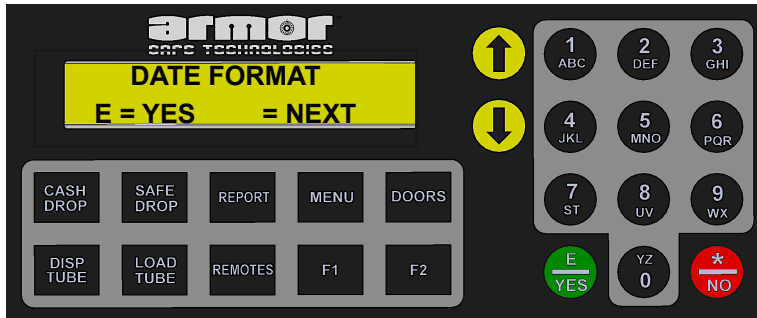 armor
SAFE TECHNOLOGIES
DATE FORMAT
E = YES = NEXT
CASH DROP
SAFE DROP
REPORT
MENU
DOORS
DISP TUBE
LOAD TUBE
REMOTES
F1
F2
1 ABC
2 DEF
3 GHI
4 JKL
5 MNO
6 PQR
7 ST
8 UV
9 WX
E YES
YZ 0
* NO